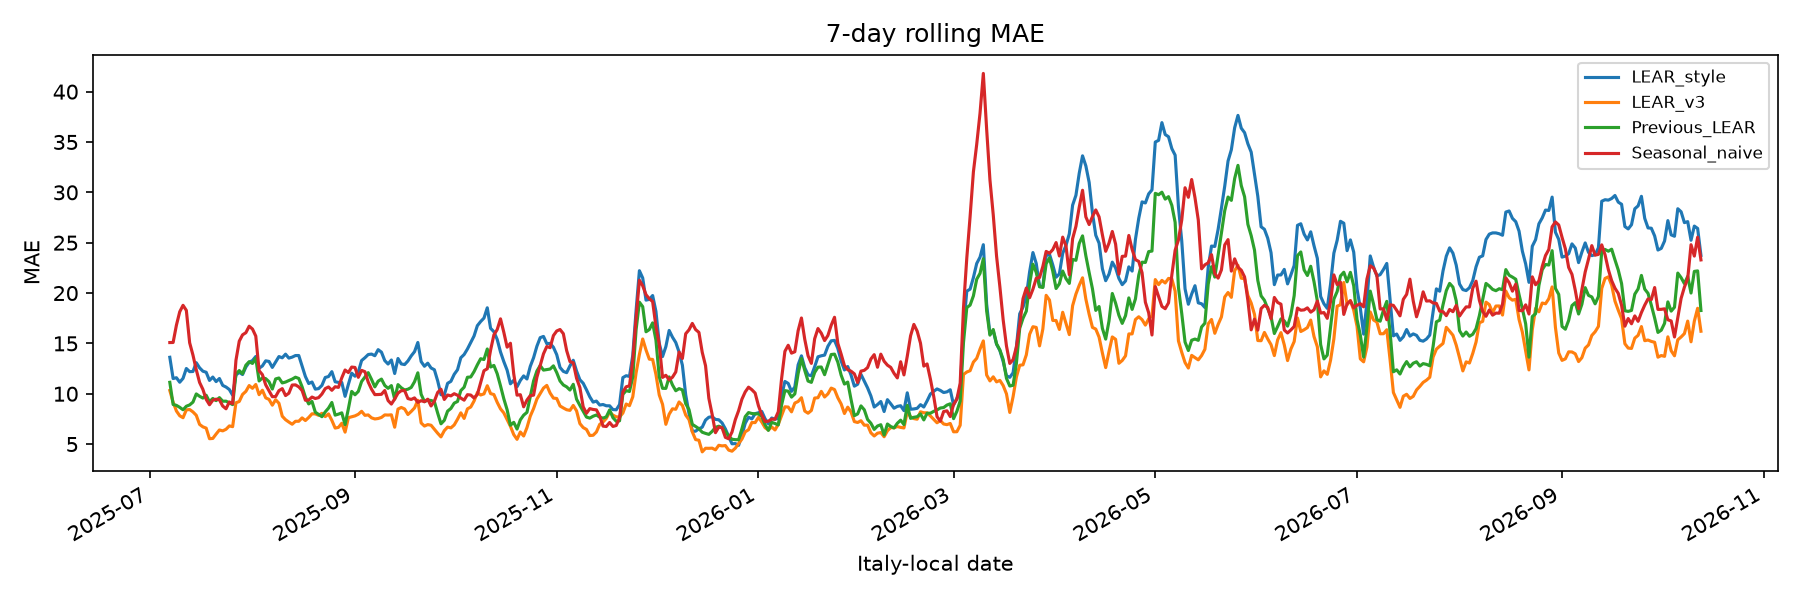 7-day rolling MAE
MAE
40
35
30
25
20
15
10
5
LEAR_style
LEAR_v3
Previous_LEAR
Seasonal_naive
2025-07
2025-09
2025-11
2026-01
2026-03
2026-05
2026-07
2026-09
2026-11
Italy-local date